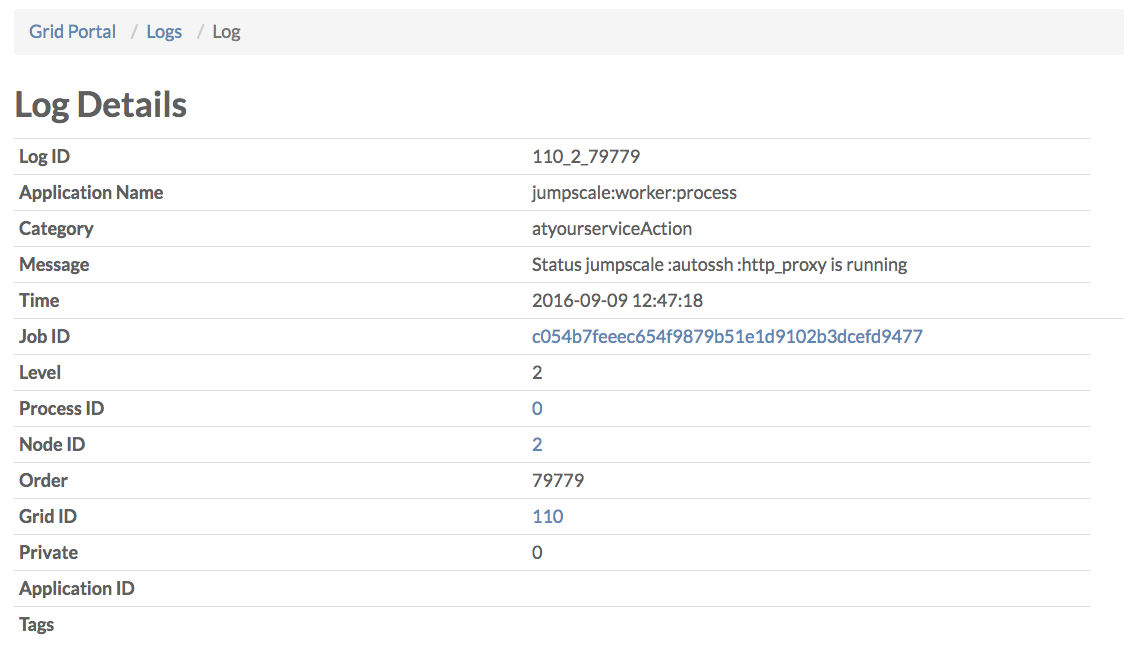 Grid Portal / Logs / Log
Log Details
Log ID 110_2_79779
Application Name jumpscale:worker:process
Category atyourserviceAction
Message Status jumpscale :autossh :http_proxy is running
Time 2016-09-09 12:47:18
Job ID c054b7feeec654f9879b51e1d9102b3dcefd9477
Level 2
Process ID 0
Node ID 2
Order 79779
Grid ID 110
Private 0
Application ID
Tags